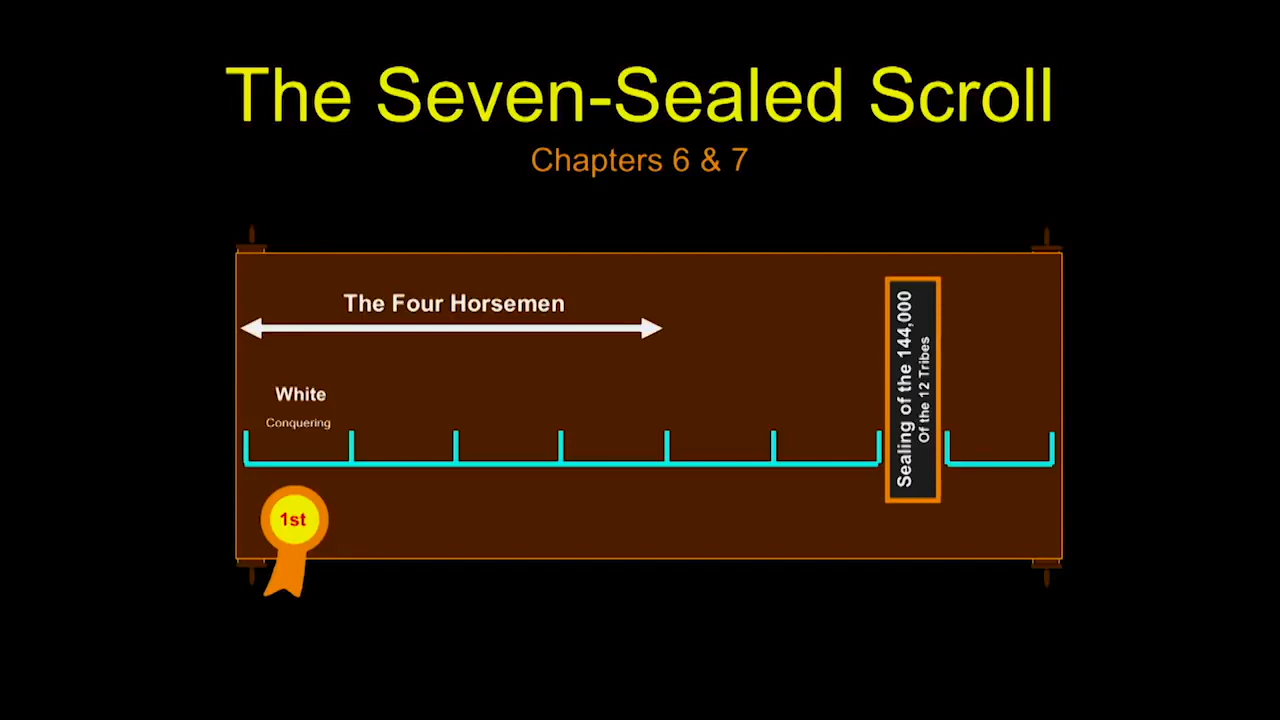 The Seven-Sealed Scroll
Chapters 6 & 7
The Four Horsemen
White
Conquering
Sealing of the 144,000
Of the 12 Tribes
1st